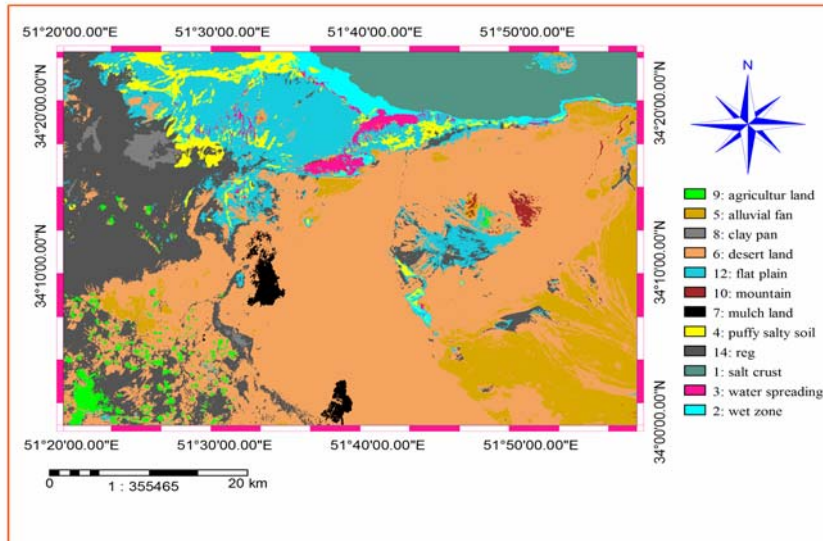 51°20'00.00"E 51°30'00.00"E 51°40'00.00"E 51°50'00.00"E
34°20'00.00"N
34°10'00.00"N
34°20'00.00"N
34°10'00.00"N
34°00'00.00"N
N
9: agricultur land
5: alluvial fan
8: clay pan
6: desert land
12: flat plain
10: mountain
7: mulch land
4: puffy salty soil
14: reg
1: salt crust
3: water spreading
2: wet zone
51°20'00.00"E 51°30'00.00"E 51°40'00.00"E 51°50'00.00"E
0 20 km
1 : 355465